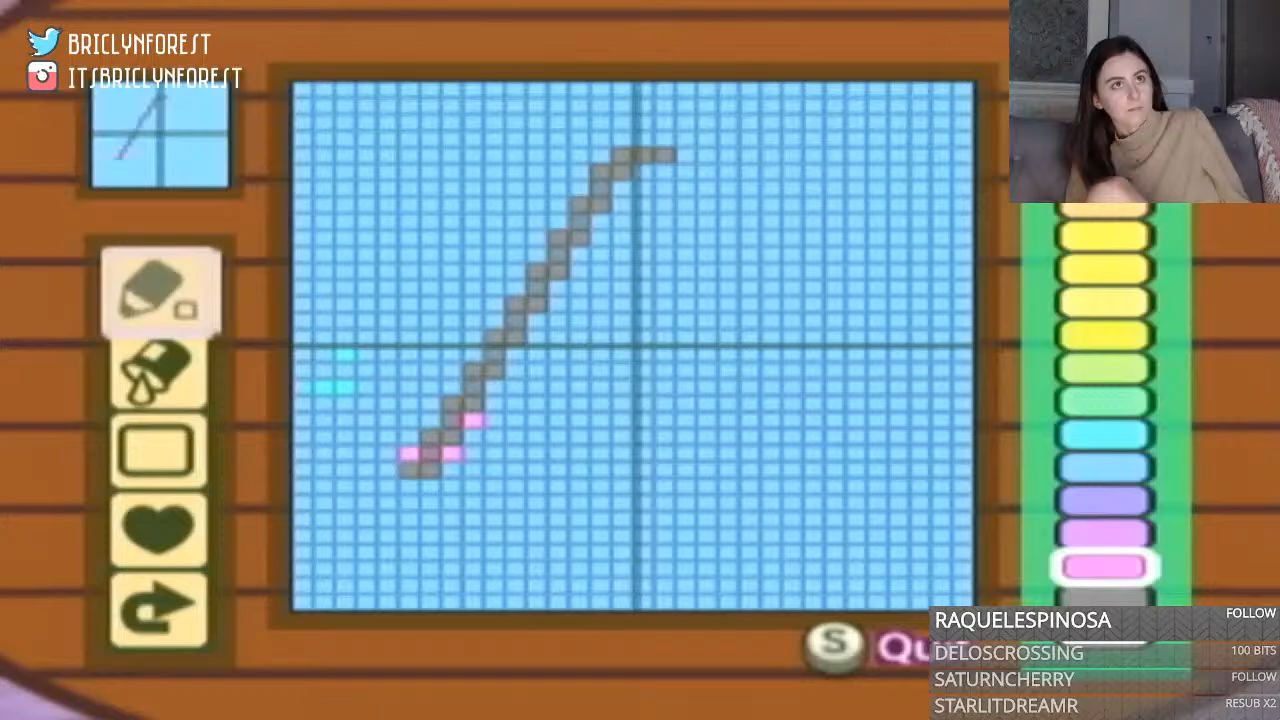 BRICLYNFOREST
ITSBRICLYNFOREST
S
RAQUELESPINOSA FOLLOW
DELOSCROSSING 100 BITS
SATURNCHERRY FOLLOW
STARLITDREAMR RESUB X2